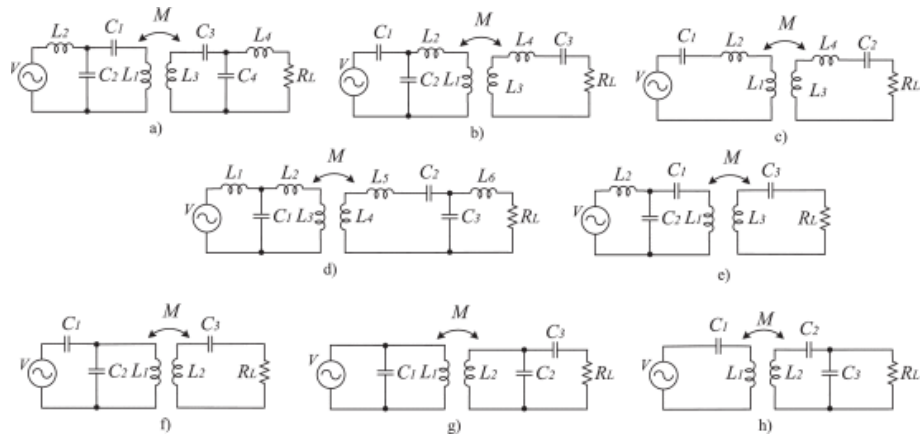 M
L2 C1 C3 L4
V C2 L1 L3 C4 RL
a)
M
C1 L2 L4 C3
V C2 L1 L3 RL
b)
M
C1 L2 L4 C2
V L1 L3 RL
c)
M
L1 L2 L5 C2 L6
V C1 L3 L4 C3 RL
d)
M
L2 C1 C3
V C2 L1 L3 RL
e)
M
C1 C3
V C2 L1 L2 RL
f)
M
C3
V C1 L1 L2 C2 RL
g)
M
C1 C2
V L1 L2 C3 RL
h)